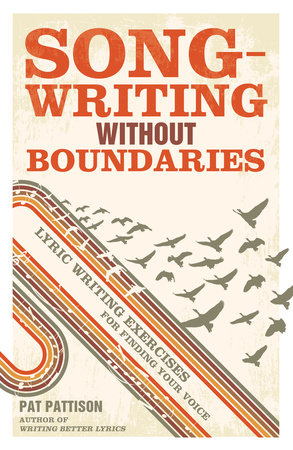 SONG-
WRITING
WITHOUT
BOUNDARIES
LYRIC WRITING EXERCISES
FOR FINDING YOUR VOICE
PAT PATTISON
AUTHOR OF
WRITING BETTER LYRICS